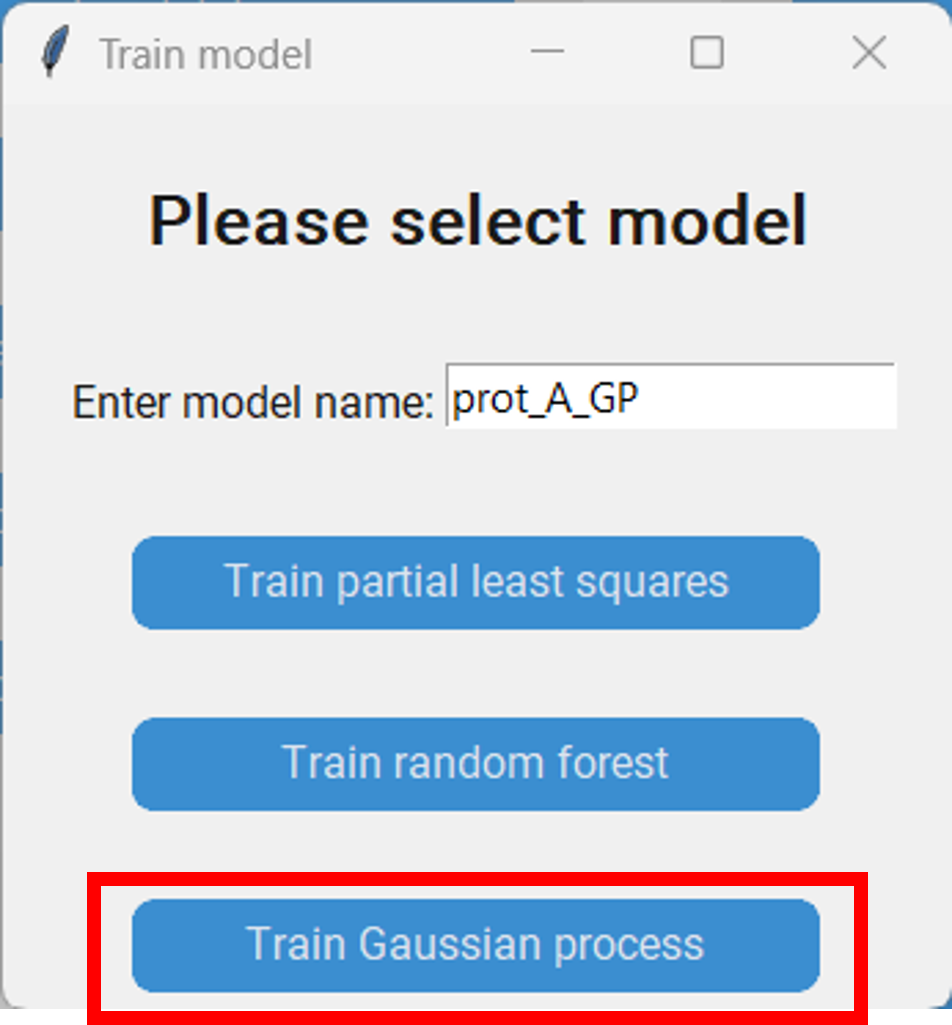 Train model
Please select model
Enter model name: prot_A_GP
Train partial least squares
Train random forest
Train Gaussian process